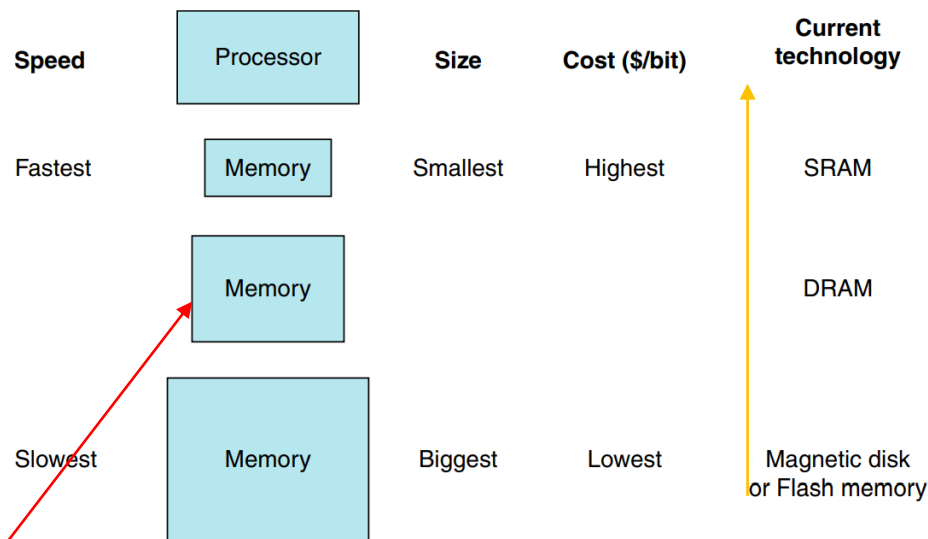 Speed
Processor
Size
Cost ($/bit)
Current
technology
Fastest
Memory
Smallest
Highest
SRAM
Memory
DRAM
Slowest
Memory
Biggest
Lowest
Magnetic disk
or Flash memory